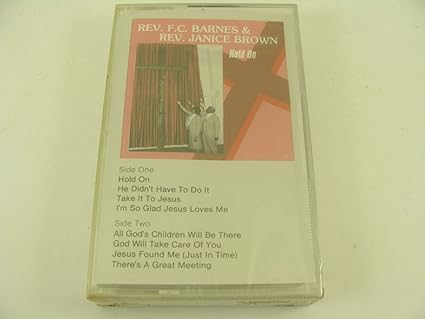 REV. F.C. BARNES &
REV. JANICE BROWN
Hold On
Side One
Hold On
He Didn't Have To Do It
Take It To Jesus
I'm So Glad Jesus Loves Me
Side Two
All God's Children Will Be There
God Will Take Care Of You
Jesus Found Me (Just In Time)
There's A Great Meeting